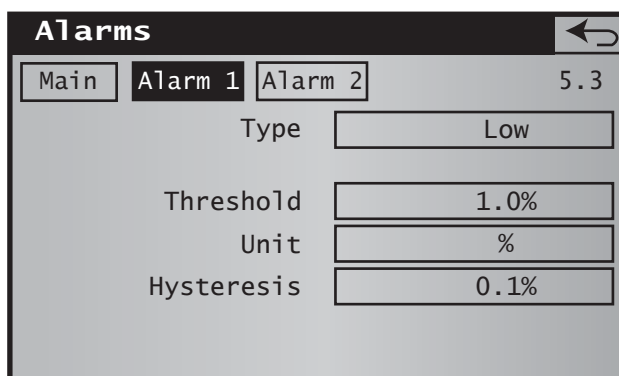 Alarms
Main Alarm 1 Alarm 2 5.3
Type Low
Threshold 1.0%
Unit %
Hysteresis 0.1%